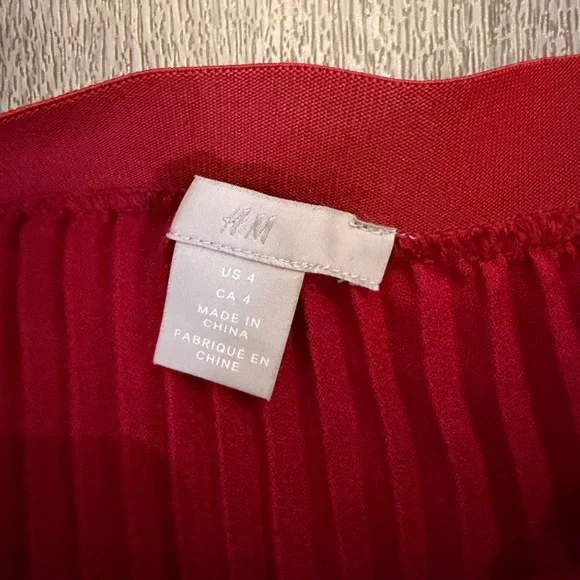 H&M
US 4
CA 4
MADE IN
CHINA
FABRIQUÉ EN
CHINE